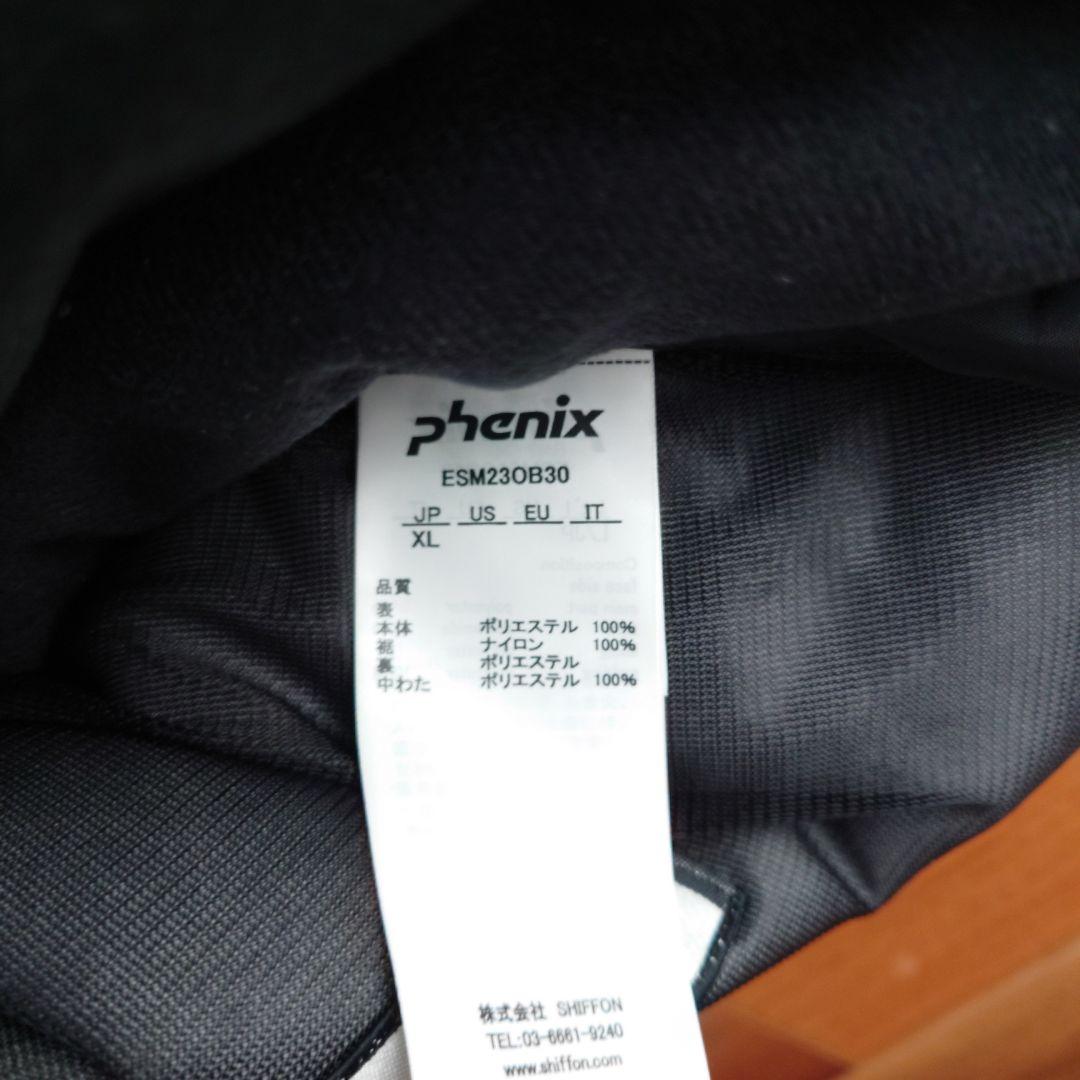 phenix
ESM23OB30
JP US EU IT
XL
品質
表
本体 ポリエステル 100%
裾 ナイロン 100%
裏 ポリエステル
中わた ポリエステル 100%
株式会社 SHIFFON
TEL:03-6661-9240
www.shiffon.com